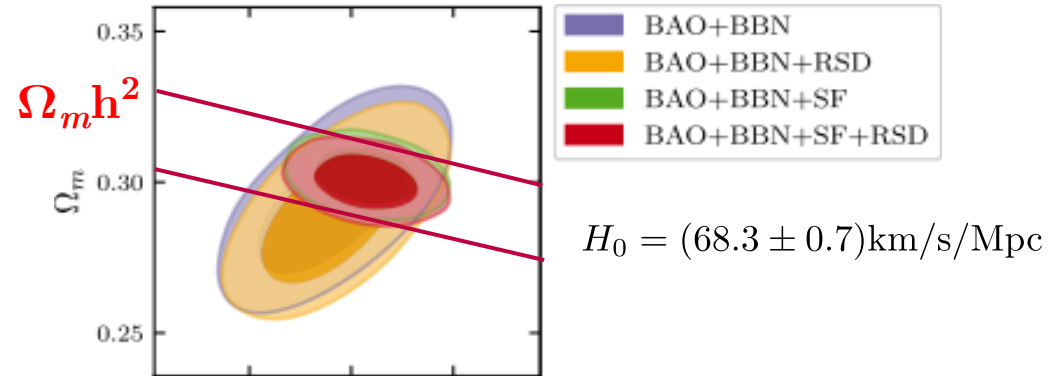 0.35
Ωₘh²
0.30
Ωₘ
0.25
BAO+BBN
BAO+BBN+RSD
BAO+BBN+SF
BAO+BBN+SF+RSD
H₀ = (68.3 ± 0.7)km/s/Mpc